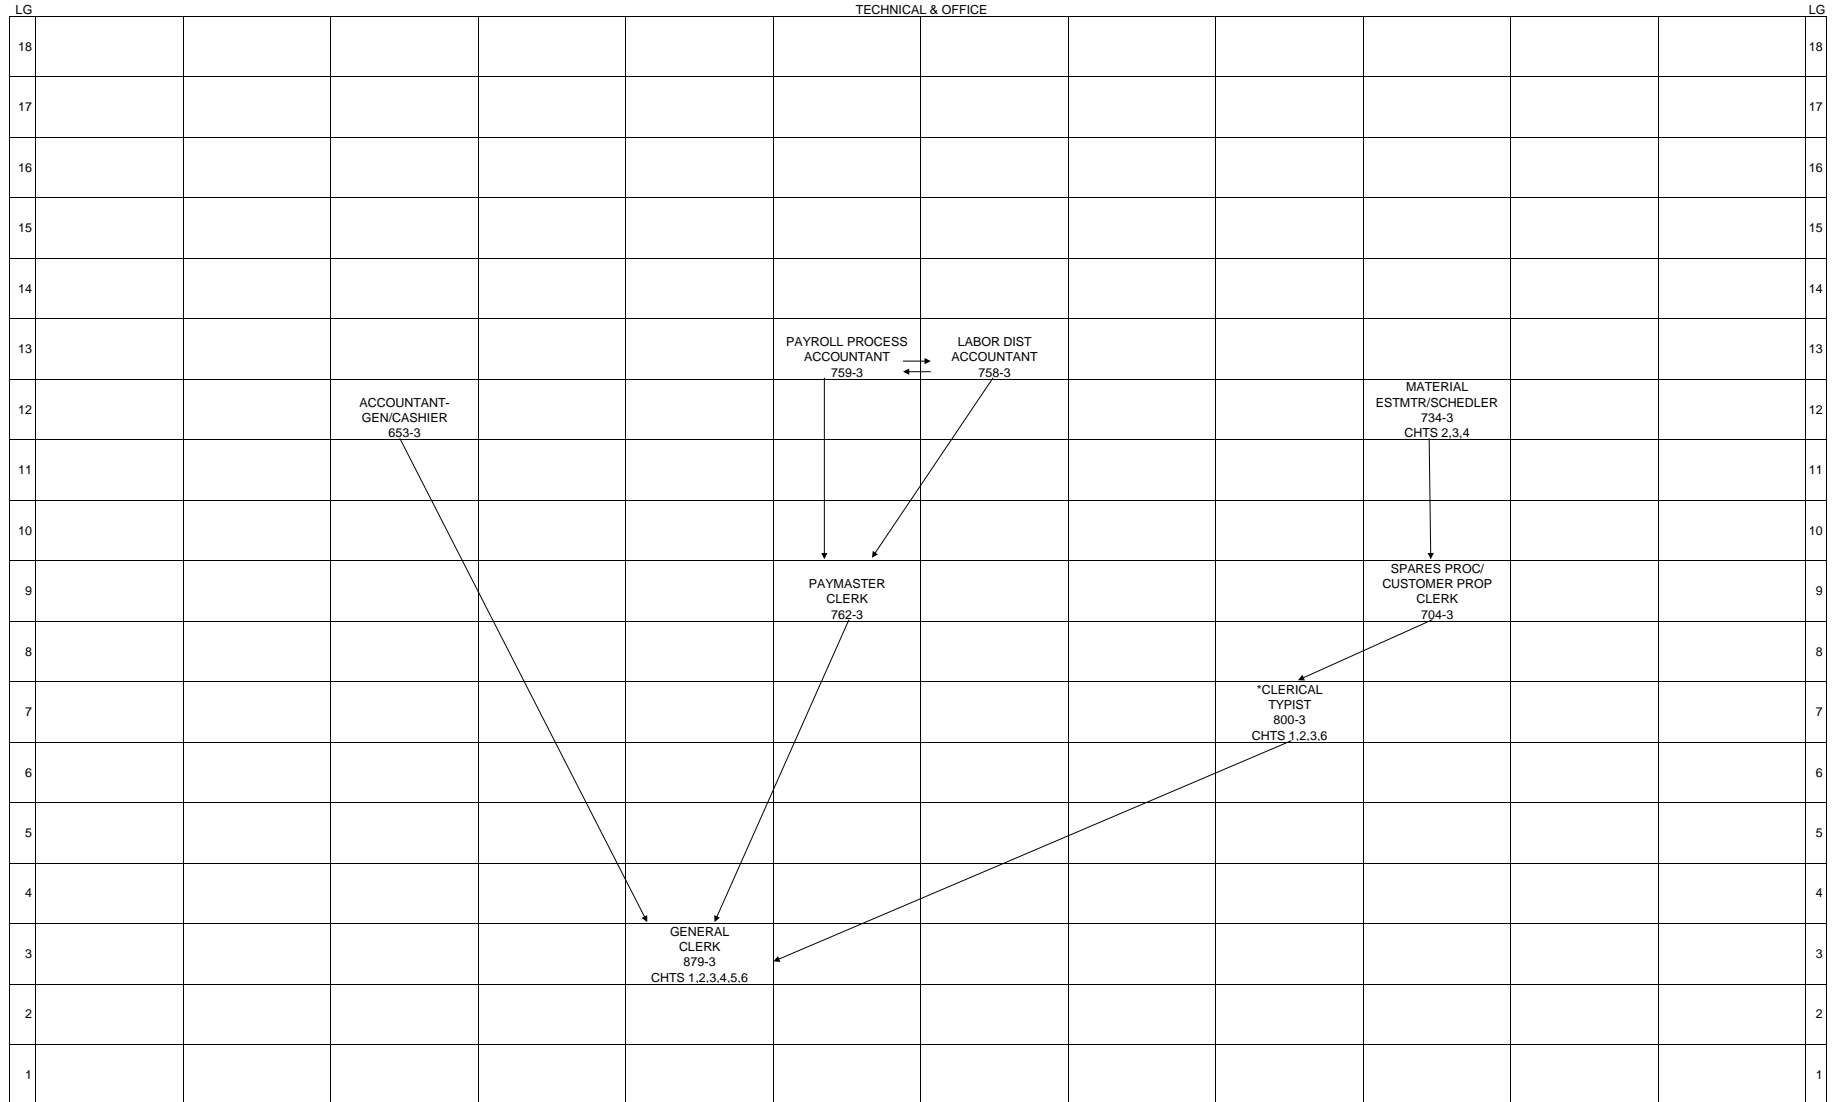 LG TECHNICAL & OFFICE LG
18 18
17 17
16 16
15 15
14 14
13 13
PAYROLL PROCESS
ACCOUNTANT
759-3
LABOR DIST
ACCOUNTANT
758-3
12 12
ACCOUNTANT-
GEN/CASHIER
653-3
MATERIAL
ESTMTR/SCHEDLER
734-3
CHTS 2,3,4
11 11
10 10
9 9
PAYMASTER
CLERK
762-3
SPARES PROC/
CUSTOMER PROP
CLERK
704-3
8 8
7 7
*CLERICAL
TYPIST
800-3
CHTS 1,2,3,6
6 6
5 5
4 4
3 3
GENERAL
CLERK
879-3
CHTS 1,2,3,4,5,6
2 2
1 1